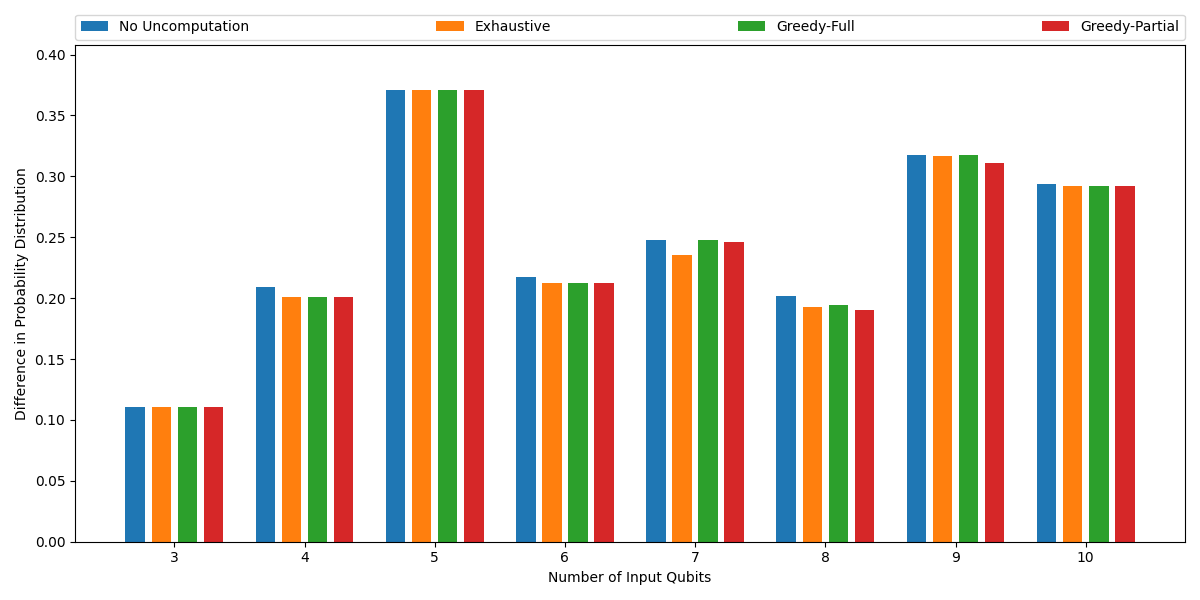 No Uncomputation Exhaustive Greedy-Full Greedy-Partial
0.40
0.35
0.30
0.25
0.20
0.15
0.10
0.05
0.00
Difference in Probability Distribution
3 4 5 6 7 8 9 10
Number of Input Qubits